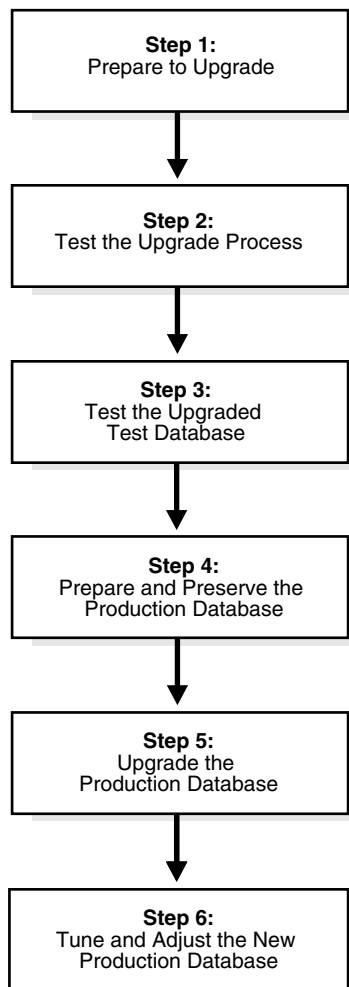 Step 1:
Prepare to Upgrade
Step 2:
Test the Upgrade Process
Step 3:
Test the Upgraded
Test Database
Step 4:
Prepare and Preserve the
Production Database
Step 5:
Upgrade the
Production Database
Step 6:
Tune and Adjust the New
Production Database